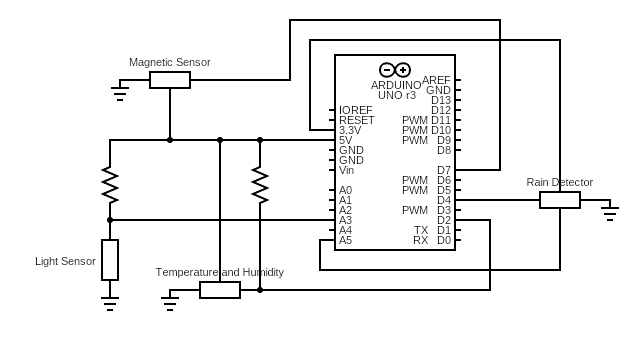 Magnetic Sensor
ARDUINO
UNO r3
AREF
GND
D13
IOREF D12
RESET PWM D11
3.3V PWM D10
5V PWM D9
GND D8
GND
Vin D7
PWM D6
A0 PWM D5
A1 D4
A2 PWM D3
A3 D2
A4 TX D1
A5 RX D0
Rain Detector
Light Sensor
Temperature and Humidity